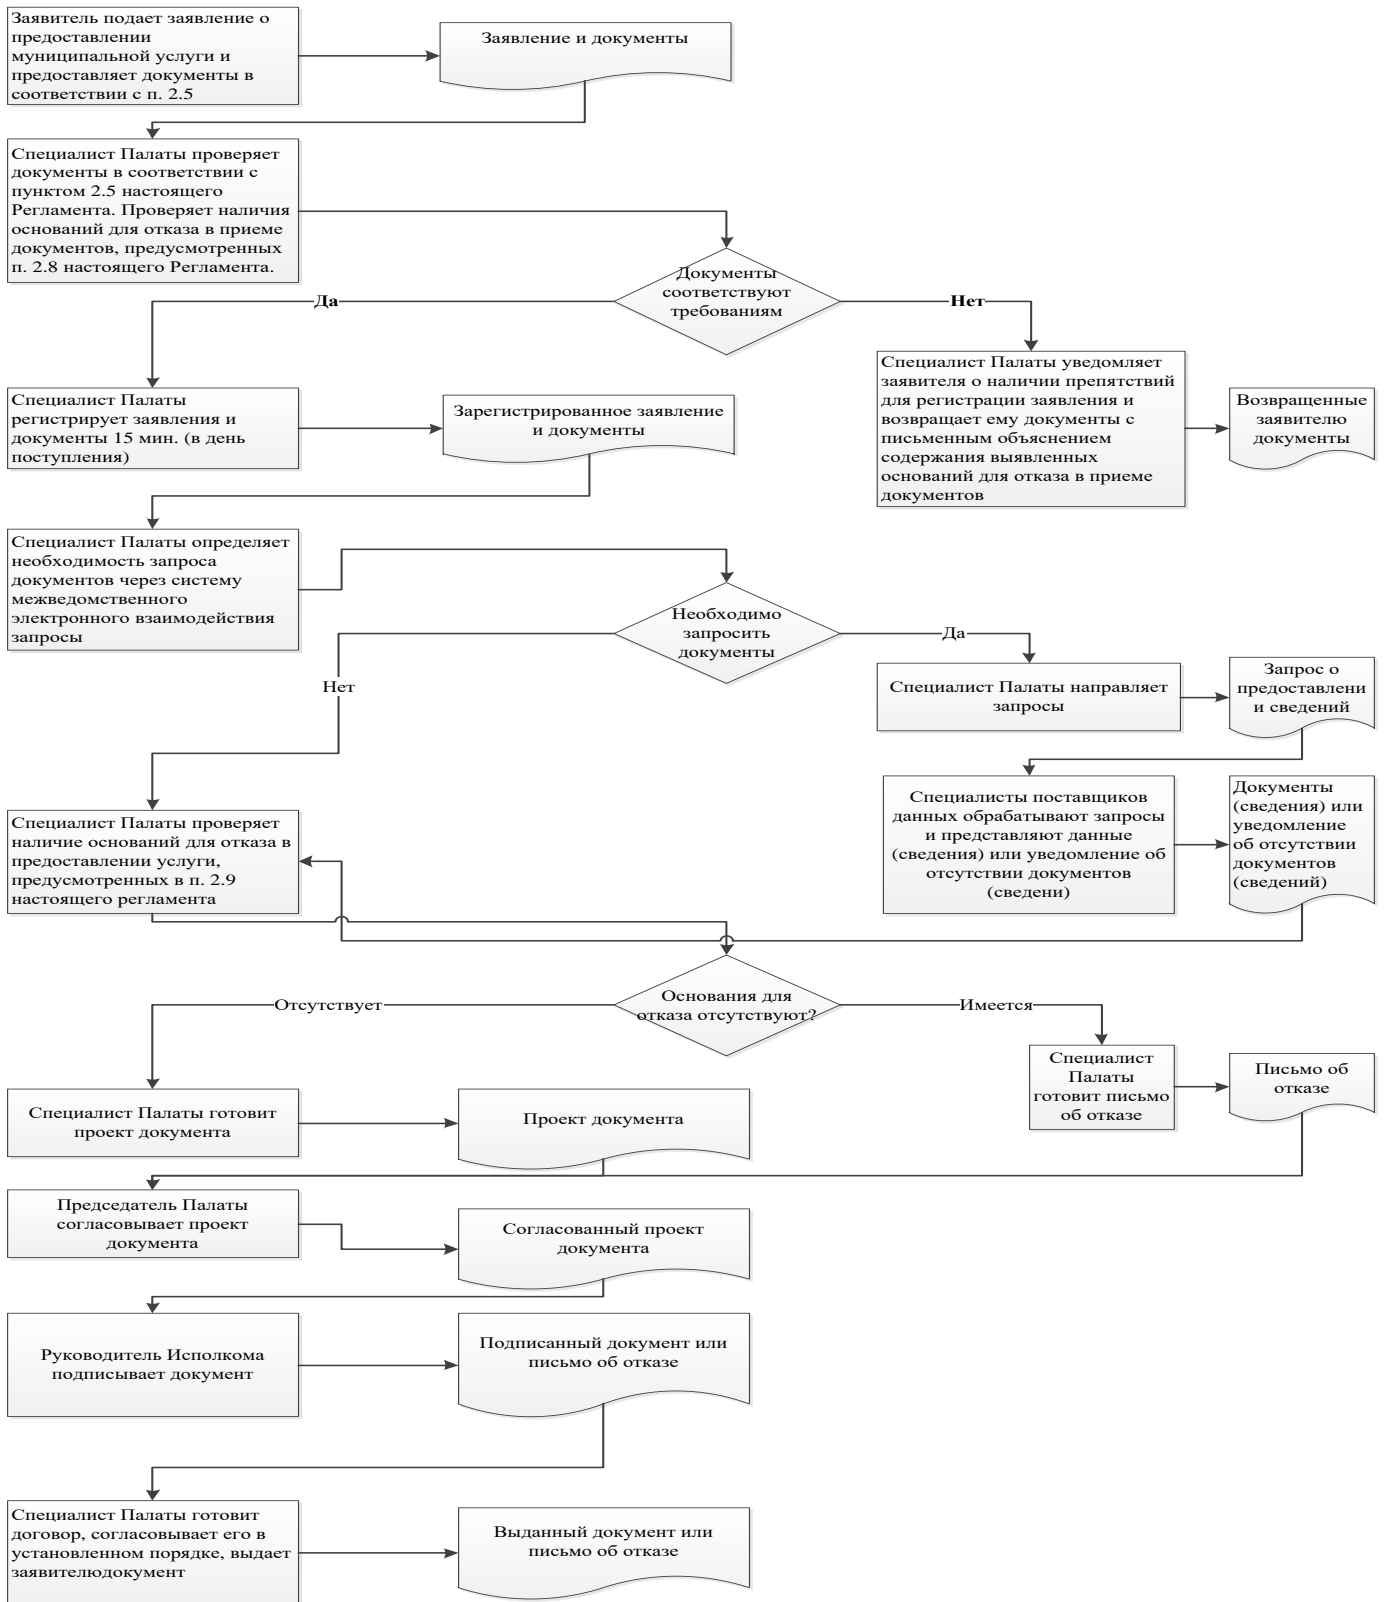 Заявитель подает заявление о
предоставлении
муниципальной услуги и
предоставляет документы в
соответствии с п. 2.5
Заявление и документы
Специалист Палаты проверяет
документы в соответствии с
пунктом 2.5 настоящего
Регламента. Проверяет наличия
оснований для отказа в приеме
документов, предусмотренных
п. 2.8 настоящего Регламента.
Документы
соответствуют
требованиям
Да
Нет
Специалист Палаты
регистрирует заявления и
документы 15 мин. (в день
поступления)
Зарегистрированное заявление
и документы
Специалист Палаты уведомляет
заявителя о наличии препятствий
для регистрации заявления и
возвращает ему документы с
письменным объяснением
содержания выявленных
оснований для отказа в приеме
документов
Возвращенные
заявителю
документы
Специалист Палаты определяет
необходимость запроса
документов через систему
межведомственного
электронного взаимодействия
запросы
Необходимо
запросить
документы
Да
Нет
Специалист Палаты направляет
запросы
Запрос о
предоставлени
и сведений
Специалисты поставщиков
данных обрабатывают запросы
и представляют данные
(сведения) или уведомление об
отсутствии документов
(сведени)
Документы
(сведения) или
уведомление
об отсутствии
документов
(сведений)
Специалист Палаты проверяет
наличие оснований для отказа в
предоставлении услуги,
предусмотренных в п. 2.9
настоящего регламента
Основания для
отказа отсутствуют?
Отсутствует
Имеется
Специалист
Палаты
готовит письмо
об отказе
Письмо об
отказе
Специалист Палаты готовит
проект документа
Проект документа
Председатель Палаты
согласовывает проект
документа
Согласованный проект
документа
Руководитель Исполкома
подписывает документ
Подписанный документ или
письмо об отказе
Специалист Палаты готовит
договор, согласовывает его в
установленном порядке, выдает
заявителюдокумент
Выданный документ или
письмо об отказе